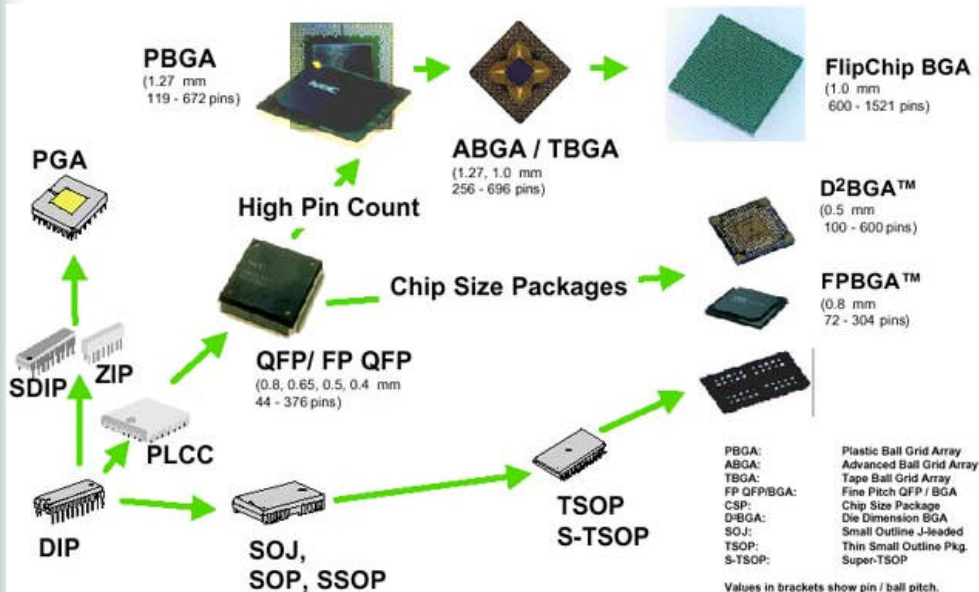 PBGA
(1.27 mm
119 - 672 pins)
ABGA / TBGA
(1.27, 1.0 mm
256 - 696 pins)
FlipChip BGA
(1.0 mm
600 - 1521 pins)
PGA
High Pin Count
D²BGA™
(0.5 mm
100 - 600 pins)
Chip Size Packages
FPBGA™
(0.8 mm
72 - 304 pins)
SDIP
ZIP
QFP/ FP QFP
(0.8, 0.65, 0.5, 0.4 mm
44 - 376 pins)
PLCC
DIP
SOJ,
SOP, SSOP
TSOP
S-TSOP
PBGA: Plastic Ball Grid Array
ABGA: Advanced Ball Grid Array
TBGA: Tape Ball Grid Array
FP QFP/BGA: Fine Pitch QFP / BGA
CSP: Chip Size Package
D²BGA: Die Dimension BGA
SOJ: Small Outline J-leaded
TSOP: Thin Small Outline Pkg.
S-TSOP: Super-TSOP
Values in brackets show pin / ball pitch.